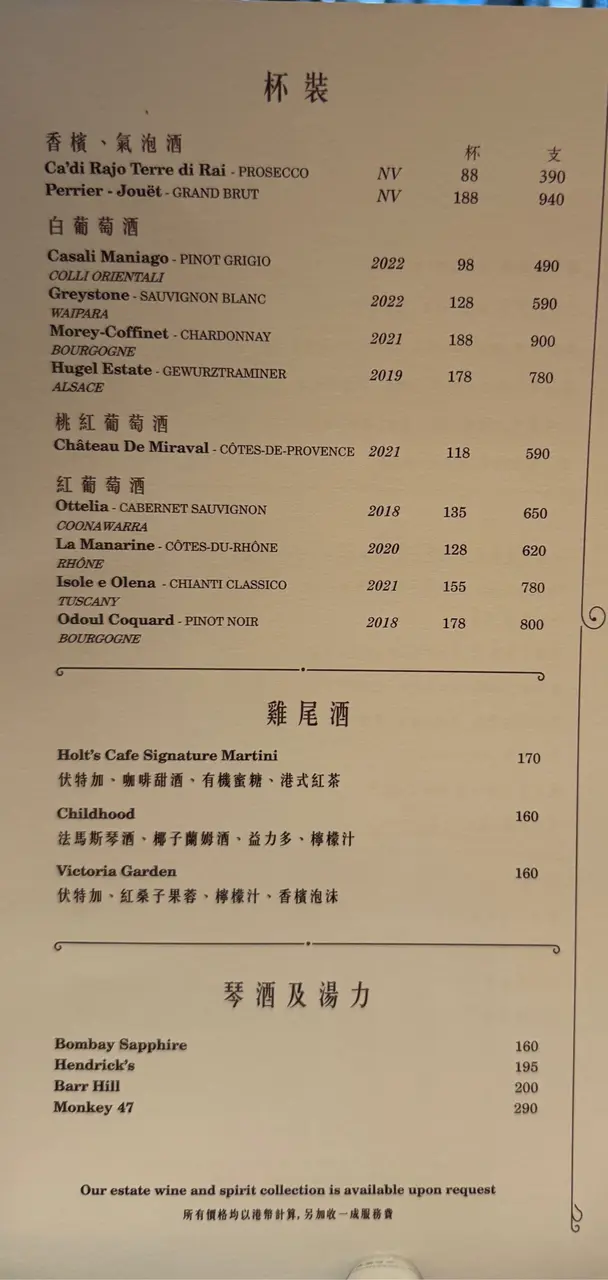 杯裝
香檳、氣泡酒 杯 支
Ca'di Rajo Terre di Rai - PROSECCO NV 88 390
Perrier - Jouët - GRAND BRUT NV 188 940
白葡萄酒
Casali Maniago - PINOT GRIGIO 2022 98 490
COLLI ORIENTALI
Greystone - SAUVIGNON BLANC 2022 128 590
WAIPARA
Morey-Coffinet - CHARDONNAY 2021 188 900
BOURGOGNE
Hugel Estate - GEWURZTRAMINER 2019 178 780
ALSACE
桃紅葡萄酒
Château De Miraval - CÔTES-DE-PROVENCE 2021 118 590
紅葡萄酒
Ottelia - CABERNET SAUVIGNON 2018 135 650
COONAWARRA
La Manarine - CÔTES-DU-RHÔNE 2020 128 620
RHÔNE
Isole e Olena - CHIANTI CLASSICO 2021 155 780
TUSCANY
Odoul Coquard - PINOT NOIR 2018 178 800
BOURGOGNE
雞尾酒
Holt's Cafe Signature Martini 170
伏特加、咖啡甜酒、有機蜜糖、港式紅茶
Childhood 160
法馬斯琴酒、椰子蘭姆酒、益力多、檸檬汁
Victoria Garden 160
伏特加、紅桑子果蓉、檸檬汁、香檳泡沫
琴酒及湯力
Bombay Sapphire 160
Hendrick's 195
Barr Hill 200
Monkey 47 290
Our estate wine and spirit collection is available upon request
所有價格均以港幣計算, 另加收一成服務費